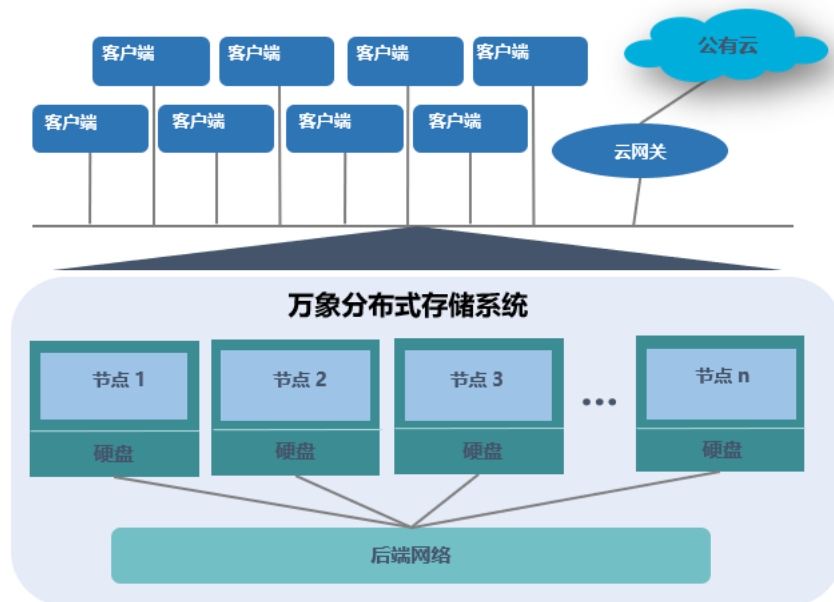 客户端
客户端
客户端
客户端
公有云
客户端
客户端
客户端
客户端
云网关
万象分布式存储系统
节点 1
节点 2
节点 3
•••
节点 n
硬盘
硬盘
硬盘
硬盘
后端网络